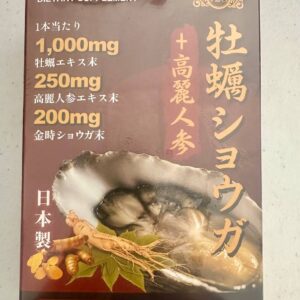 DIETARY SUPPLEMENT
1本当たり
1,000mg
牡蠣エキス末
250mg
高麗人参エキス末
200mg
金時ショウガ末
日本製
牡蠣ショウガ
+高麗人参